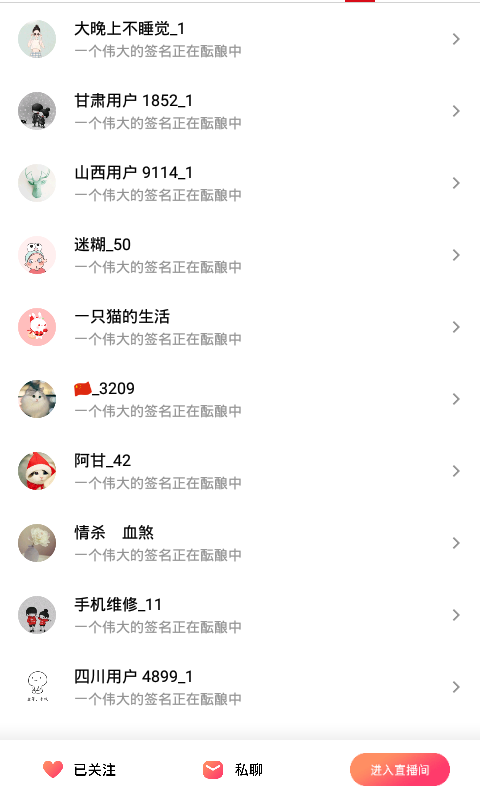 大晚上不睡觉_1
一个伟大的签名正在酝酿中
甘肃用户 1852_1
一个伟大的签名正在酝酿中
山西用户 9114_1
一个伟大的签名正在酝酿中
迷糊_50
一个伟大的签名正在酝酿中
一只猫的生活
一个伟大的签名正在酝酿中
🇨🇳_3209
一个伟大的签名正在酝酿中
阿甘_42
一个伟大的签名正在酝酿中
情杀　血煞
一个伟大的签名正在酝酿中
手机维修_11
一个伟大的签名正在酝酿中
四川用户 4899_1
一个伟大的签名正在酝酿中
已关注 私聊 进入直播间